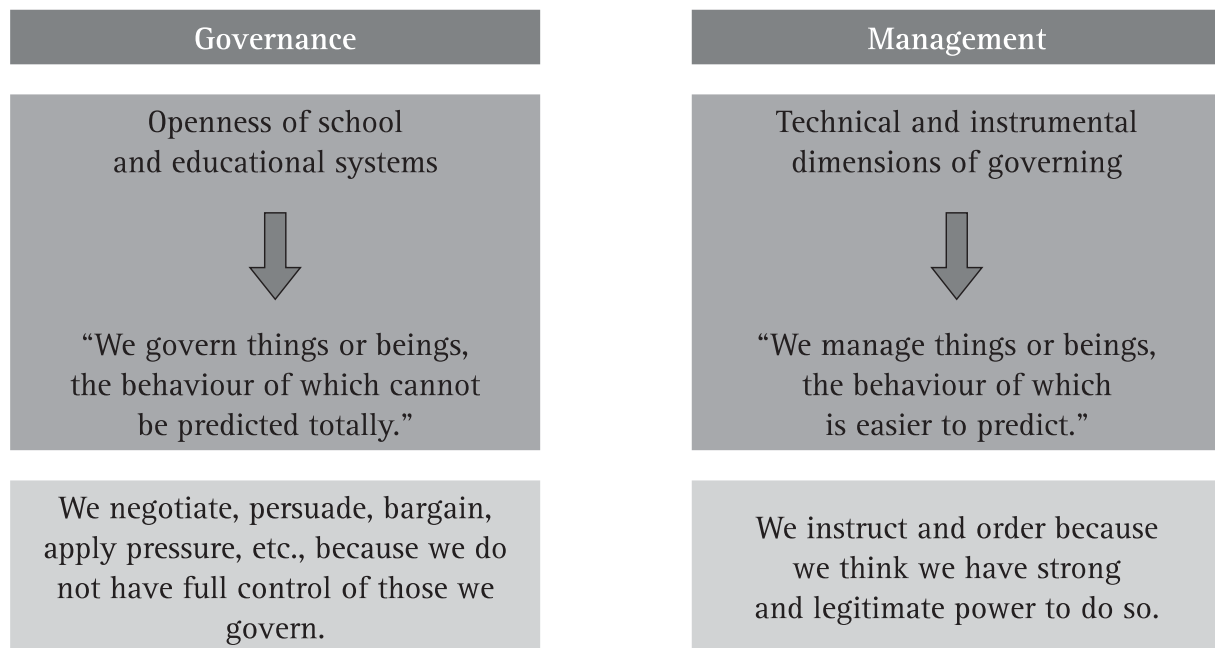 Governance
Openness of school
and educational systems
“We govern things or beings,
the behaviour of which cannot
be predicted totally.”
We negotiate, persuade, bargain,
apply pressure, etc., because we do
not have full control of those we
govern.
Management
Technical and instrumental
dimensions of governing
“We manage things or beings,
the behaviour of which
is easier to predict.”
We instruct and order because
we think we have strong
and legitimate power to do so.